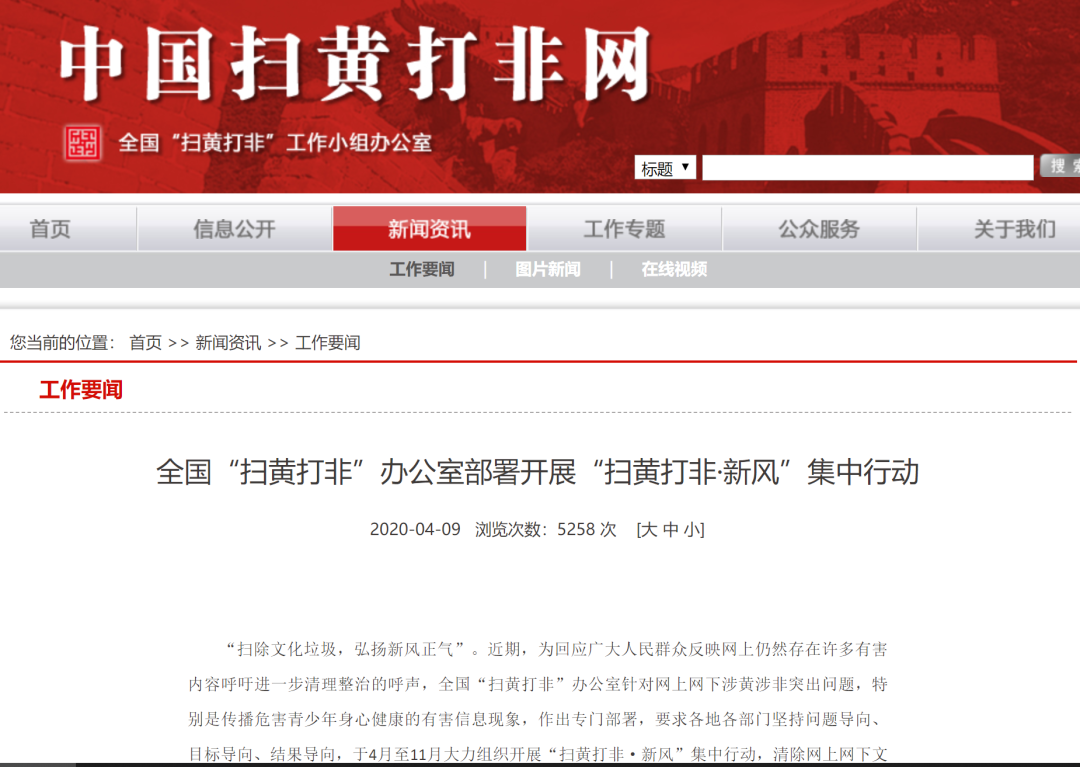 中国扫黄打非网
全国“扫黄打非”工作小组办公室
标题 ▼ 搜 索
首页 信息公开 新闻资讯 工作专题 公众服务 关于我们
工作要闻 | 图片新闻 | 在线视频
您当前的位置： 首页 >> 新闻资讯 >> 工作要闻
工作要闻
全国“扫黄打非”办公室部署开展“扫黄打非·新风”集中行动
2020-04-09 浏览次数：5258 次 [大 中 小]
“扫除文化垃圾，弘扬新风正气”。近期，为回应广大人民群众反映网上仍然存在许多有害
内容呼吁进一步清理整治的呼声，全国“扫黄打非”办公室针对网上网下涉黄涉非突出问题，特
别是传播危害青少年身心健康的有害信息现象，作出专门部署，要求各地各部门坚持问题导向、
目标导向、结果导向，于4月至11月大力组织开展“扫黄打非·新风”集中行动，清除网上网下文